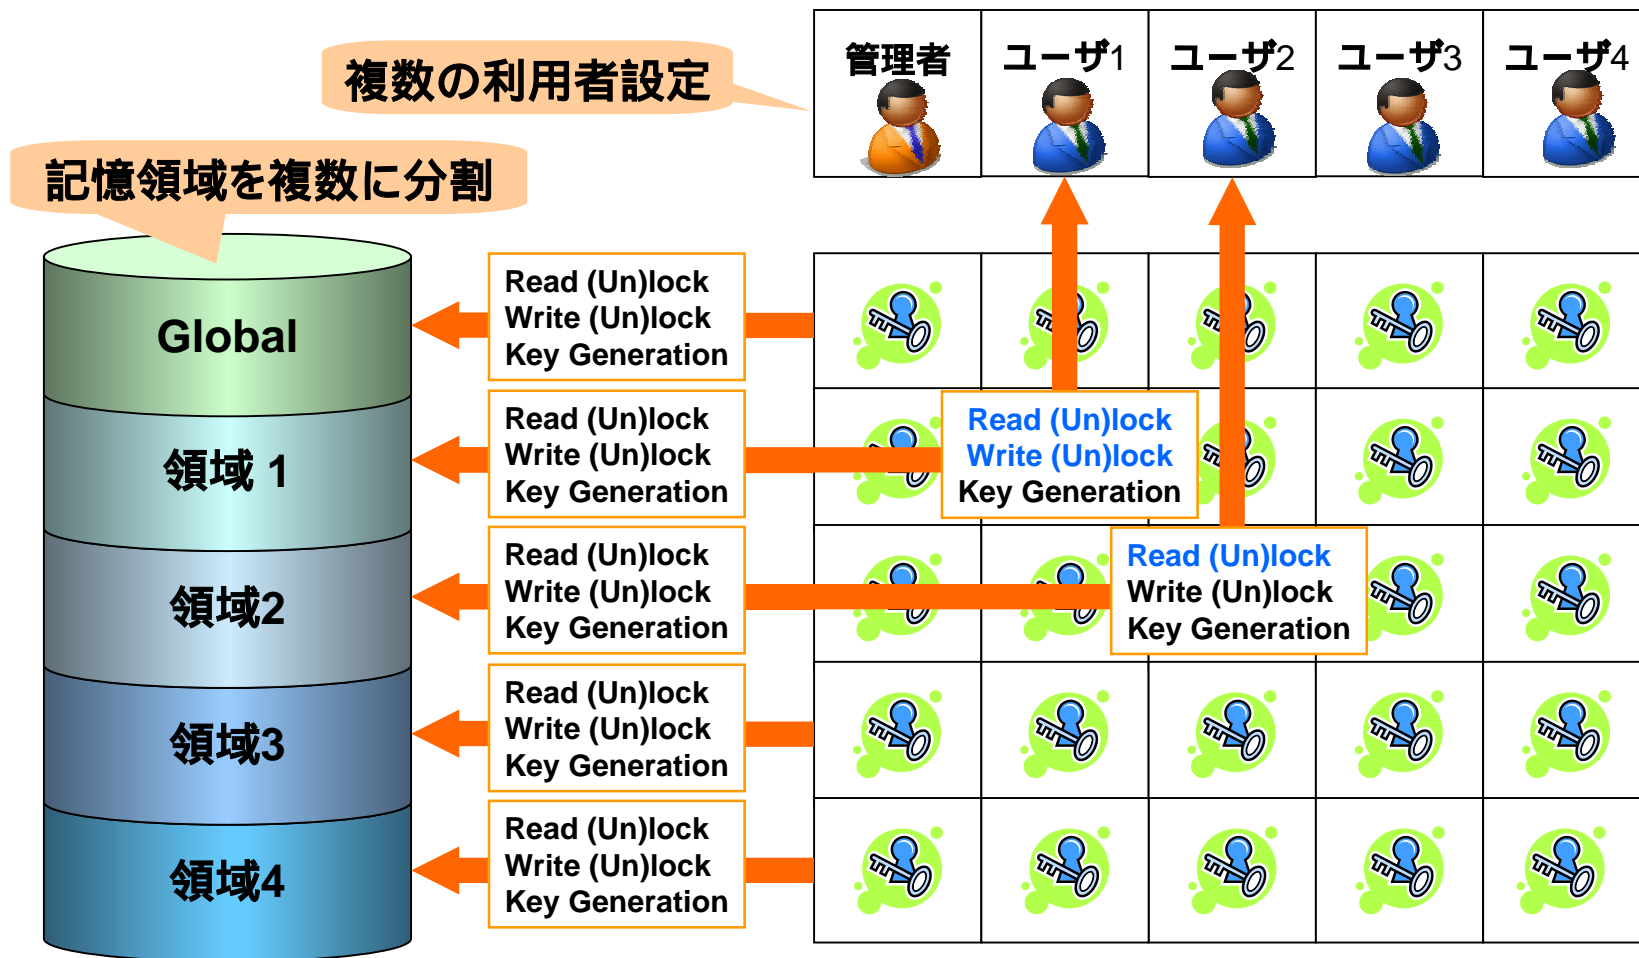 複数の利用者設定
管理者
ユーザ1
ユーザ2
ユーザ3
ユーザ4
記憶領域を複数に分割
Global
Read (Un)lock
Write (Un)lock
Key Generation
領域 1
Read (Un)lock
Write (Un)lock
Key Generation
Read (Un)lock
Write (Un)lock
Key Generation
領域2
Read (Un)lock
Write (Un)lock
Key Generation
Read (Un)lock
Write (Un)lock
Key Generation
領域3
Read (Un)lock
Write (Un)lock
Key Generation
領域4
Read (Un)lock
Write (Un)lock
Key Generation